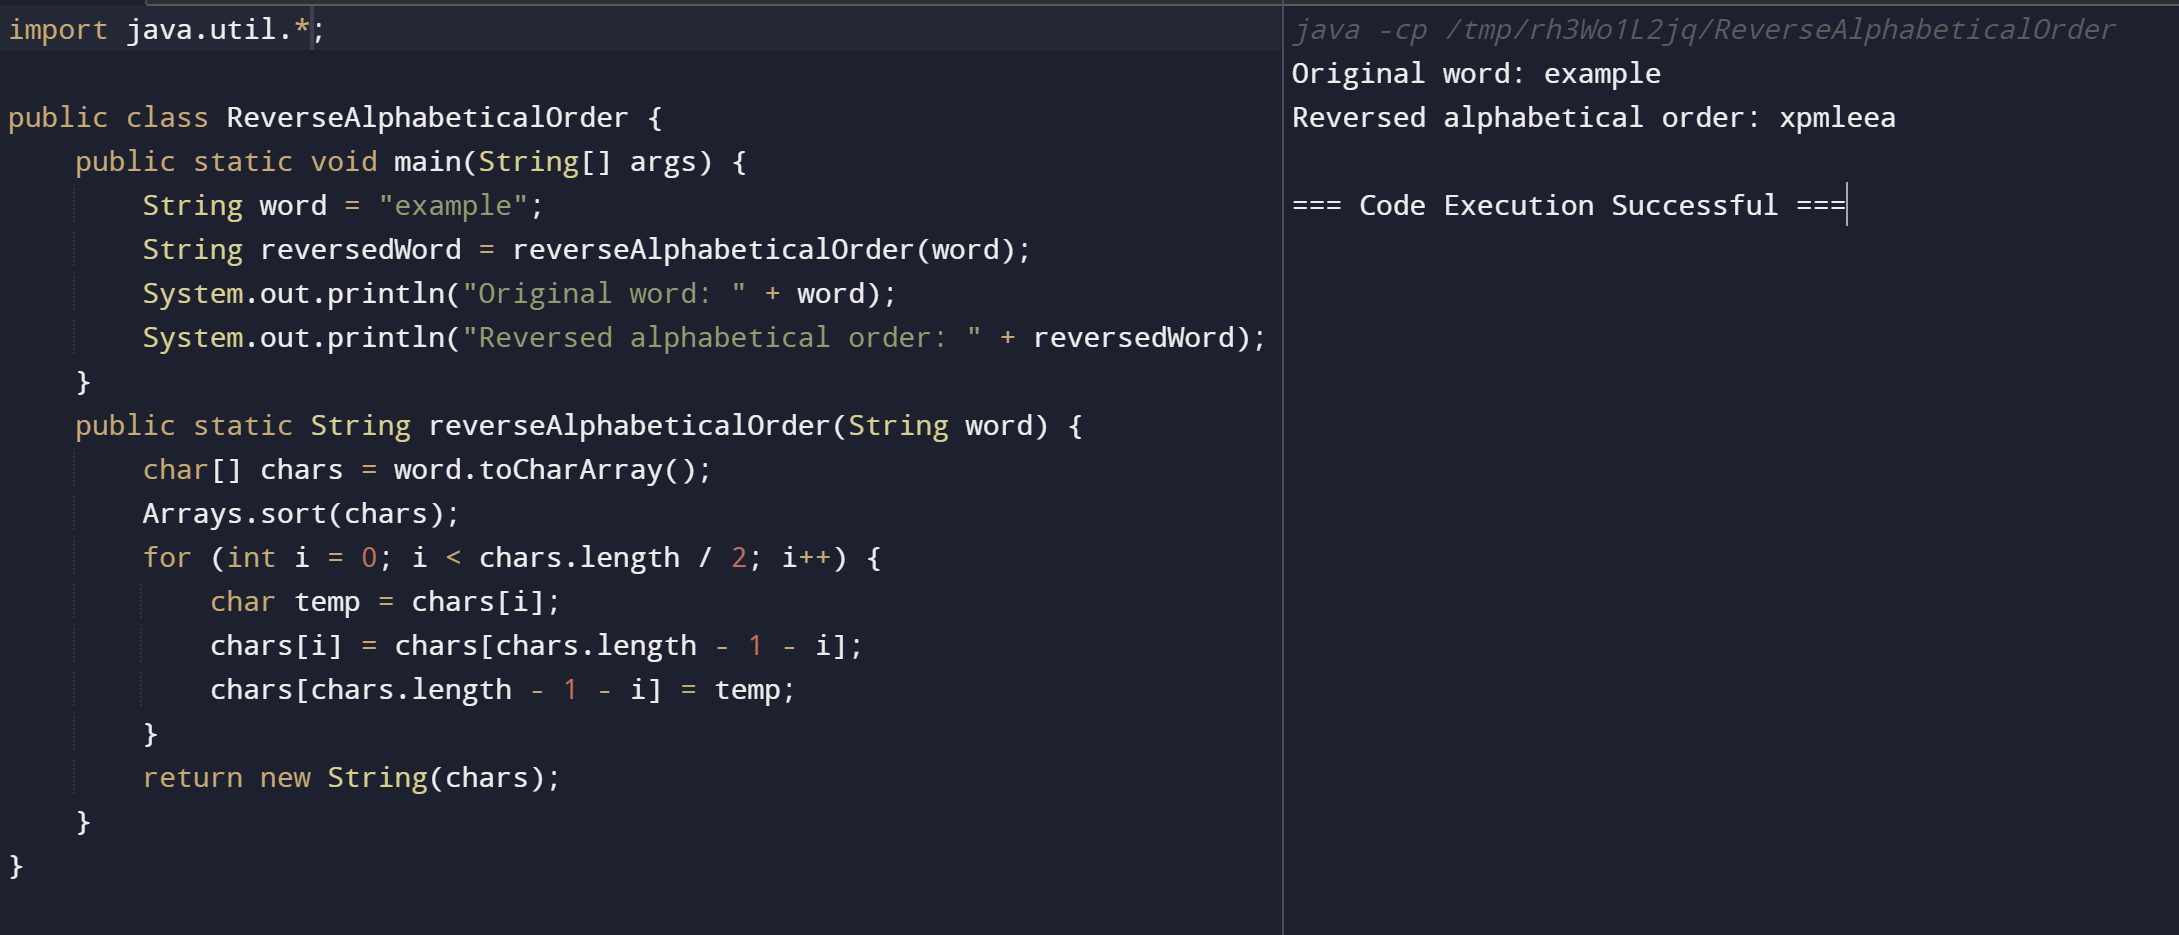 import java.util.*;
public class ReverseAlphabeticalOrder {
    public static void main(String[] args) {
        String word = "example";
        String reversedWord = reverseAlphabeticalOrder(word);
        System.out.println("Original word: " + word);
        System.out.println("Reversed alphabetical order: " + reversedWord);
    }
    public static String reverseAlphabeticalOrder(String word) {
        char[] chars = word.toCharArray();
        Arrays.sort(chars);
        for (int i = 0; i < chars.length / 2; i++) {
            char temp = chars[i];
            chars[i] = chars[chars.length - 1 - i];
            chars[chars.length - 1 - i] = temp;
        }
        return new String(chars);
    }
}
java -cp /tmp/rh3Wo1L2jq/ReverseAlphabeticalOrder
Original word: example
Reversed alphabetical order: xpmleea
=== Code Execution Successful ===